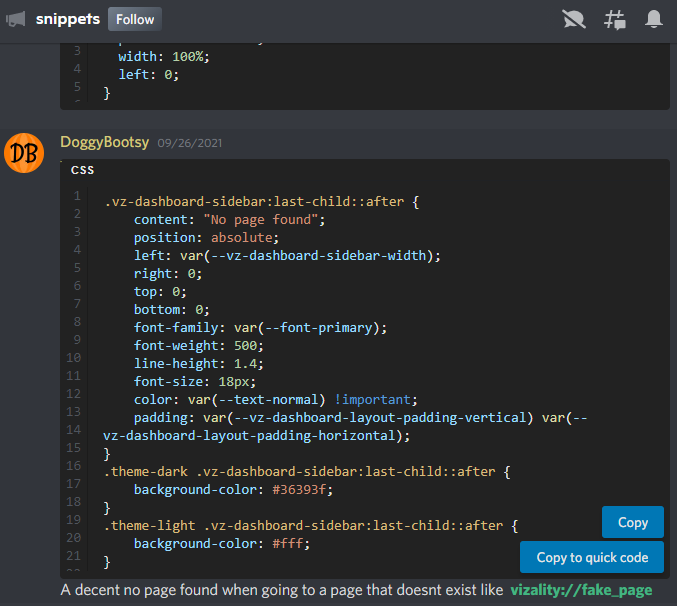 snippets Follow
3
4 width: 100%;
5 left: 0;
}
DB
DoggyBootsy 09/26/2021
CSS
1 .vz-dashboard-sidebar:last-child::after {
2 content: "No page found";
3 position: absolute;
4 left: var(--vz-dashboard-sidebar-width);
5 right: 0;
6 top: 0;
7 bottom: 0;
8 font-family: var(--font-primary);
9 font-weight: 500;
10 line-height: 1.4;
11 font-size: 18px;
12 color: var(--text-normal) !important;
13 padding: var(--vz-dashboard-layout-padding-vertical) var(--
14 vz-dashboard-layout-padding-horizontal);
15 }
16 .theme-dark .vz-dashboard-sidebar:last-child::after {
17 background-color: #36393f;
18 }
19 .theme-light .vz-dashboard-sidebar:last-child::after {
20 background-color: #fff;
21 }
Copy
Copy to quick code
A decent no page found when going to a page that doesnt exist like vizality://fake_page